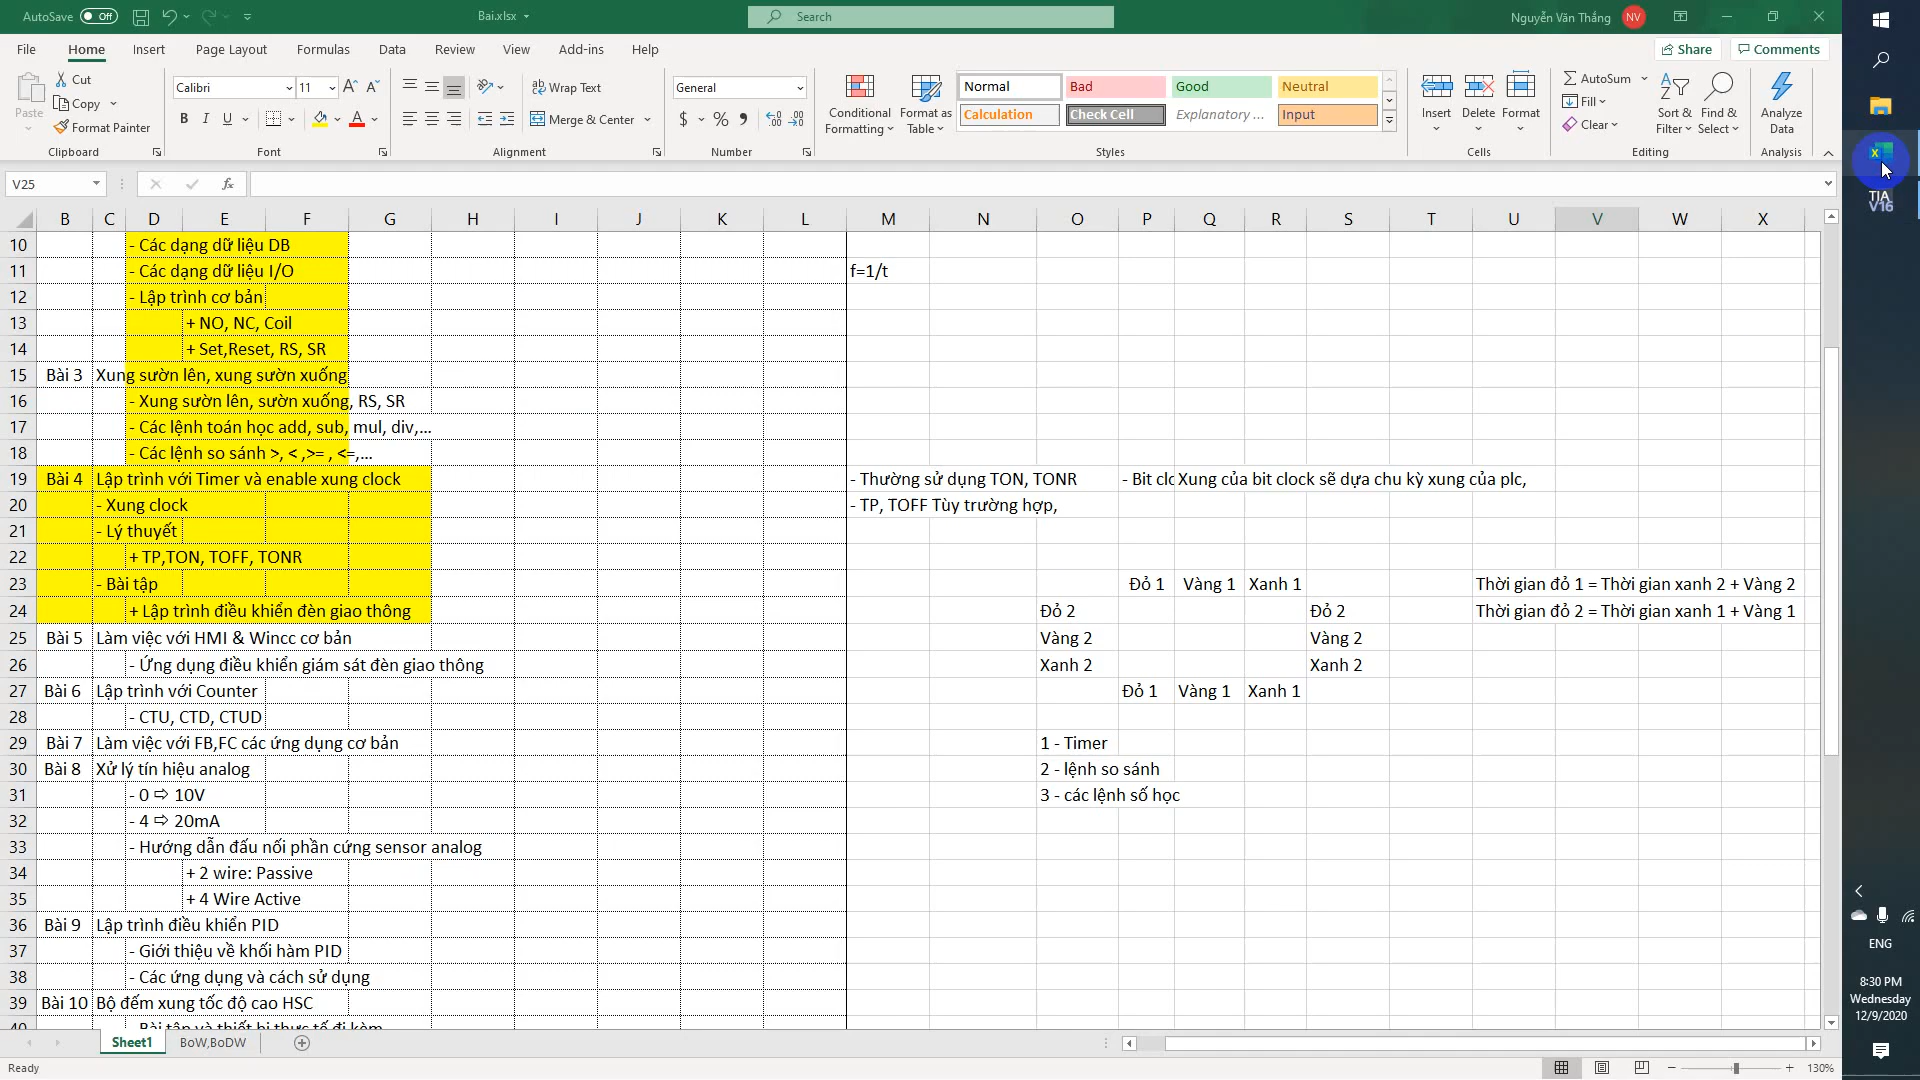 AutoSave Off Bai.xlsx Search Nguyễn Văn Thắng NV
File Home Insert Page Layout Formulas Data Review View Add-ins Help Share Comments
Cut
Copy
Format Painter
Paste
Clipboard
Calibri 11
B I U
Font
Wrap Text
Merge & Center
Alignment
General
$ % 9
Number
Conditional Formatting
Format as Table
Normal Bad Good Neutral
Calculation Check Cell Explanatory ... Input
Styles
Insert Delete Format
Cells
AutoSum
Fill
Clear
Sort & Filter
Find & Select
Editing
Analyze Data
Analysis
V25 fx
B C D E F G H I J K L M N O P Q R S T U V W X
10 - Các dạng dữ liệu DB
11 - Các dạng dữ liệu I/O f=1/t
12 - Lập trình cơ bản
13 + NO, NC, Coil
14 + Set,Reset, RS, SR
15 Bài 3 Xung sườn lên, xung sườn xuống
16 - Xung sườn lên, sườn xuống, RS, SR
17 - Các lệnh toán học add, sub, mul, div,...
18 - Các lệnh so sánh >, < ,>= , <=,...
19 Bài 4 Lập trình với Timer và enable xung clock - Thường sử dụng TON, TONR - Bit clc Xung của bit clock sẽ dựa chu kỳ xung của plc,
20 - Xung clock - TP, TOFF Tùy trường hợp,
21 - Lý thuyết
22 + TP,TON, TOFF, TONR
23 - Bài tập Đỏ 1 Vàng 1 Xanh 1 Thời gian đỏ 1 = Thời gian xanh 2 + Vàng 2
24 + Lập trình điều khiển đèn giao thông Đỏ 2 Đỏ 2 Thời gian đỏ 2 = Thời gian xanh 1 + Vàng 1
25 Bài 5 Làm việc với HMI & Wincc cơ bản Vàng 2 Vàng 2
26 - Ứng dụng điều khiển giám sát đèn giao thông Xanh 2 Xanh 2
27 Bài 6 Lập trình với Counter Đỏ 1 Vàng 1 Xanh 1
28 - CTU, CTD, CTUD
29 Bài 7 Làm việc với FB,FC các ứng dụng cơ bản 1 - Timer
30 Bài 8 Xử lý tín hiệu analog 2 - lệnh so sánh
31 - 0 ⇨ 10V 3 - các lệnh số học
32 - 4 ⇨ 20mA
33 - Hướng dẫn đấu nối phần cứng sensor analog
34 + 2 wire: Passive
35 + 4 Wire Active
36 Bài 9 Lập trình điều khiển PID
37 - Giới thiệu về khối hàm PID
38 - Các ứng dụng và cách sử dụng
39 Bài 10 Bộ đếm xung tốc độ cao HSC
40 - Bài tập và thiết bị thực tế đi kèm
Sheet1 BoW,BoDW
Ready 130%
TIA V16
ENG
8:30 PM
Wednesday
12/9/2020